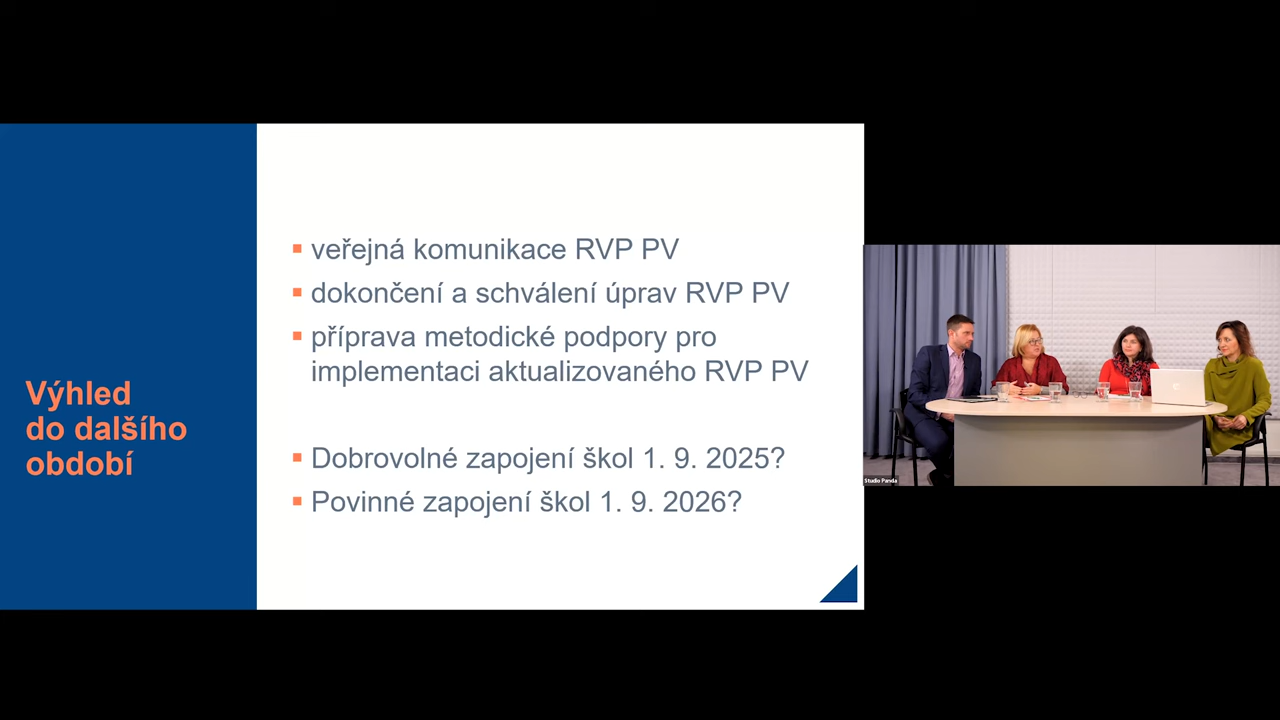 Výhled
do dalšího
období
▪ veřejná komunikace RVP PV
▪ dokončení a schválení úprav RVP PV
▪ příprava metodické podpory pro
implementaci aktualizovaného RVP PV
▪ Dobrovolné zapojení škol 1. 9. 2025?
▪ Povinné zapojení škol 1. 9. 2026?
Studio Panda